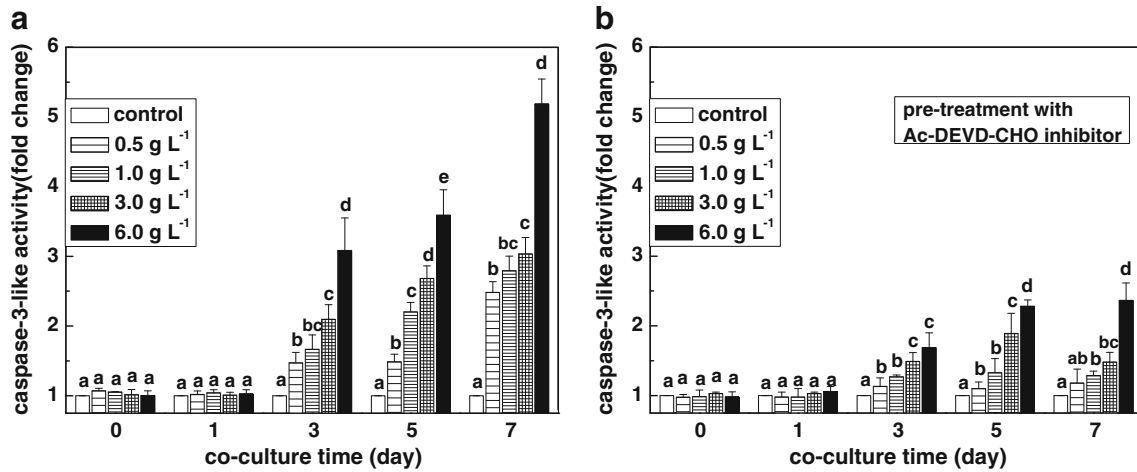 a
caspase-3-like activity(fold change)
6
5
4
3
2
1
control
0.5 g L⁻¹
1.0 g L⁻¹
3.0 g L⁻¹
6.0 g L⁻¹
a a a a a
a a a a a
a b bc c d
a b c d e
a b bc c d
0 1 3 5 7
co-culture time (day)
b
caspase-3-like activity(fold change)
6
5
4
3
2
1
control
0.5 g L⁻¹
1.0 g L⁻¹
3.0 g L⁻¹
6.0 g L⁻¹
pre-treatment with
Ac-DEVD-CHO inhibitor
a a a a a
a a a a a
a b b c c
a b b c d
a ab b bc d
0 1 3 5 7
co-culture time (day)